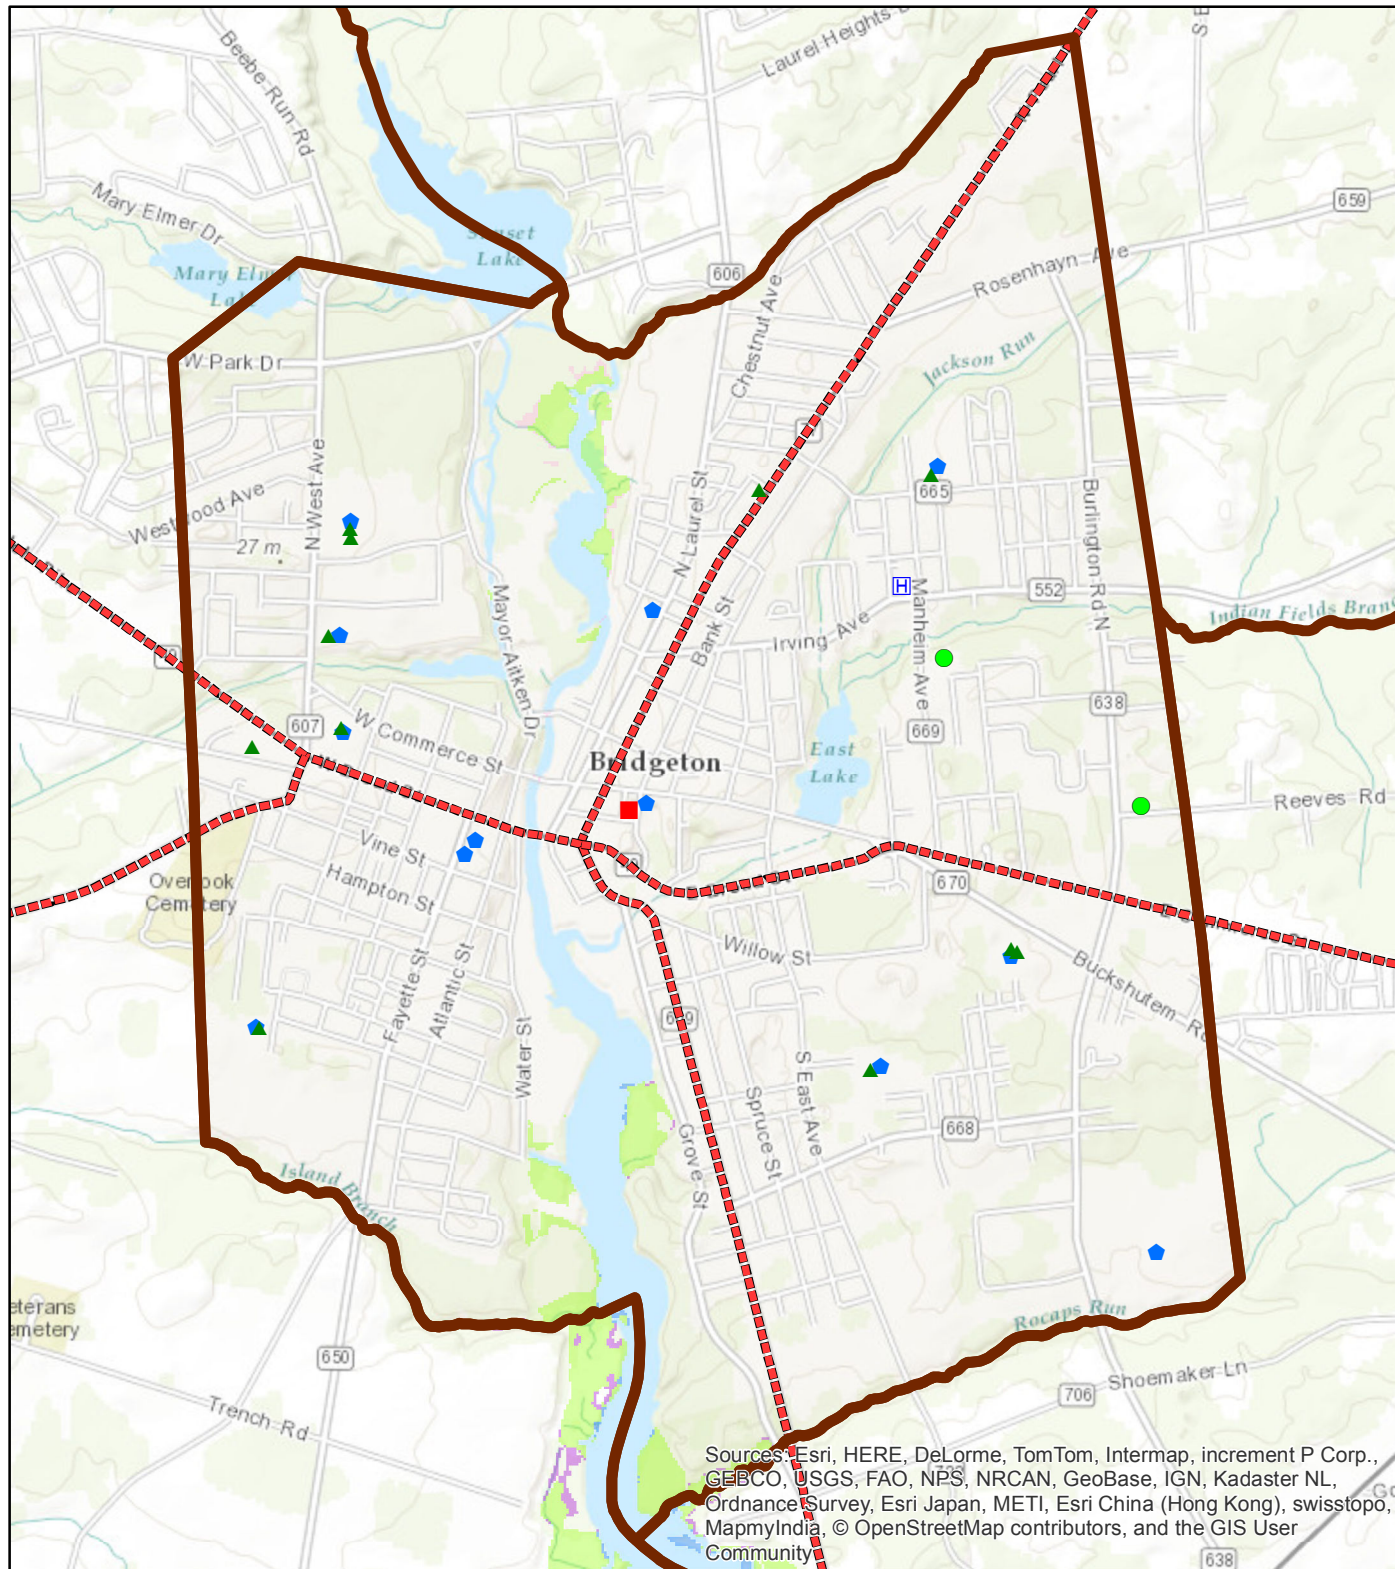 Laurel Heights
Beebe Run Rd
659
Mary Elmer Dr
Sunset
Lake
Mary Elmer
Lake
606
Rosenhayn Ave
Chestnut Ave
Jackson Run
W Park Dr
N West Ave
Westwood Ave
27 m
N Laurel St
665
Burlington Rd N
552
Mayor Aitken Dr
Bank St
H
Manheim Ave
Irving Ave
Indian Fields Branch
638
607
669
W Commerce St
Bridgeton
East
Lake
Reeves Rd
Vine St
Hampton St
Overlook
Cemetery
670
Willow St
Buckshutem Rd
Fayette St
Atlantic St
Water St
S East Ave
Spruce St
Grove St
668
Island Branch
eterans
emetery
Rocaps Run
650
706
Shoemaker Ln
Trench Rd
Sources: Esri, HERE, DeLorme, TomTom, Intermap, increment P Corp.,
GEBCO, USGS, FAO, NPS, NRCAN, GeoBase, IGN, Kadaster NL,
Ordnance Survey, Esri Japan, METI, Esri China (Hong Kong), swisstopo,
MapmyIndia, © OpenStreetMap contributors, and the GIS User
Community
638